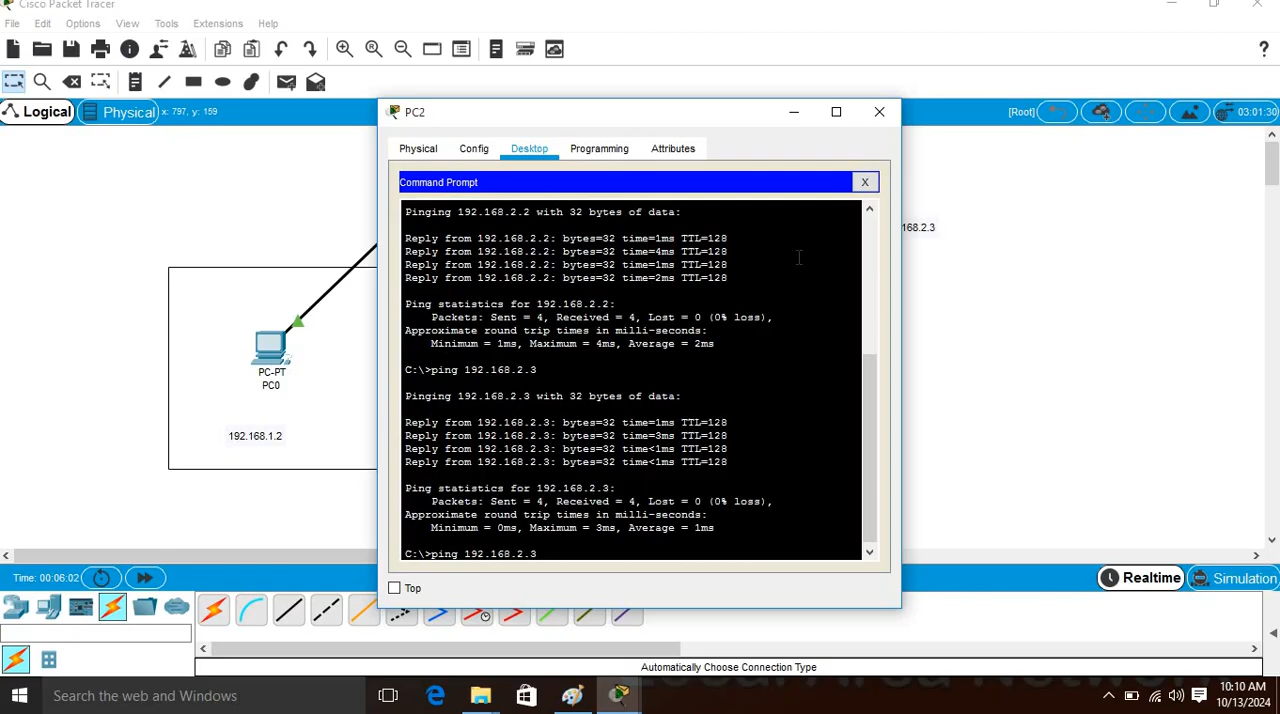 Cisco Packet Tracer
File Edit Options View Tools Extensions Help
Logical Physical x: 797, y: 159
[Root] 03:01:30
PC2
Physical Config Desktop Programming Attributes
Command Prompt
X
Pinging 192.168.2.2 with 32 bytes of data:
Reply from 192.168.2.2: bytes=32 time=1ms TTL=128
Reply from 192.168.2.2: bytes=32 time=4ms TTL=128
Reply from 192.168.2.2: bytes=32 time=1ms TTL=128
Reply from 192.168.2.2: bytes=32 time=2ms TTL=128
Ping statistics for 192.168.2.2:
Packets: Sent = 4, Received = 4, Lost = 0 (0% loss),
Approximate round trip times in milli-seconds:
Minimum = 1ms, Maximum = 4ms, Average = 2ms
C:\>ping 192.168.2.3
Pinging 192.168.2.3 with 32 bytes of data:
Reply from 192.168.2.3: bytes=32 time=1ms TTL=128
Reply from 192.168.2.3: bytes=32 time=3ms TTL=128
Reply from 192.168.2.3: bytes=32 time<1ms TTL=128
Reply from 192.168.2.3: bytes=32 time<1ms TTL=128
Ping statistics for 192.168.2.3:
Packets: Sent = 4, Received = 4, Lost = 0 (0% loss),
Approximate round trip times in milli-seconds:
Minimum = 0ms, Maximum = 3ms, Average = 1ms
C:\>ping 192.168.2.3
Top
PC-PT
PC0
192.168.1.2
68.2.3
Time: 00:06:02
Realtime Simulation
Automatically Choose Connection Type
Search the web and Windows
10:10 AM
10/13/2024